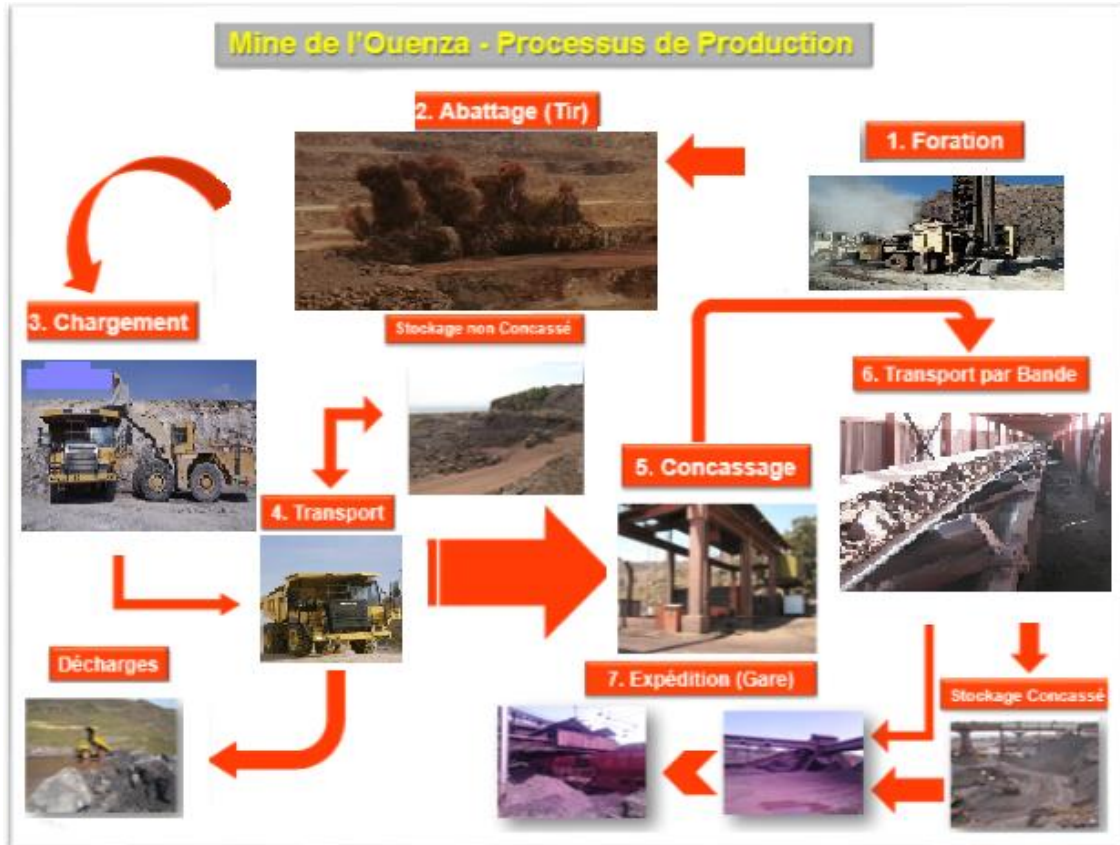 Mine de l'Ouenza - Processus de Production
2. Abattage (Tir)
1. Foration
3. Chargement
Stockage non Concassé
6. Transport par Bande
5. Concassage
4. Transport
Décharges
7. Expédition (Gare)
Stockage Concassé